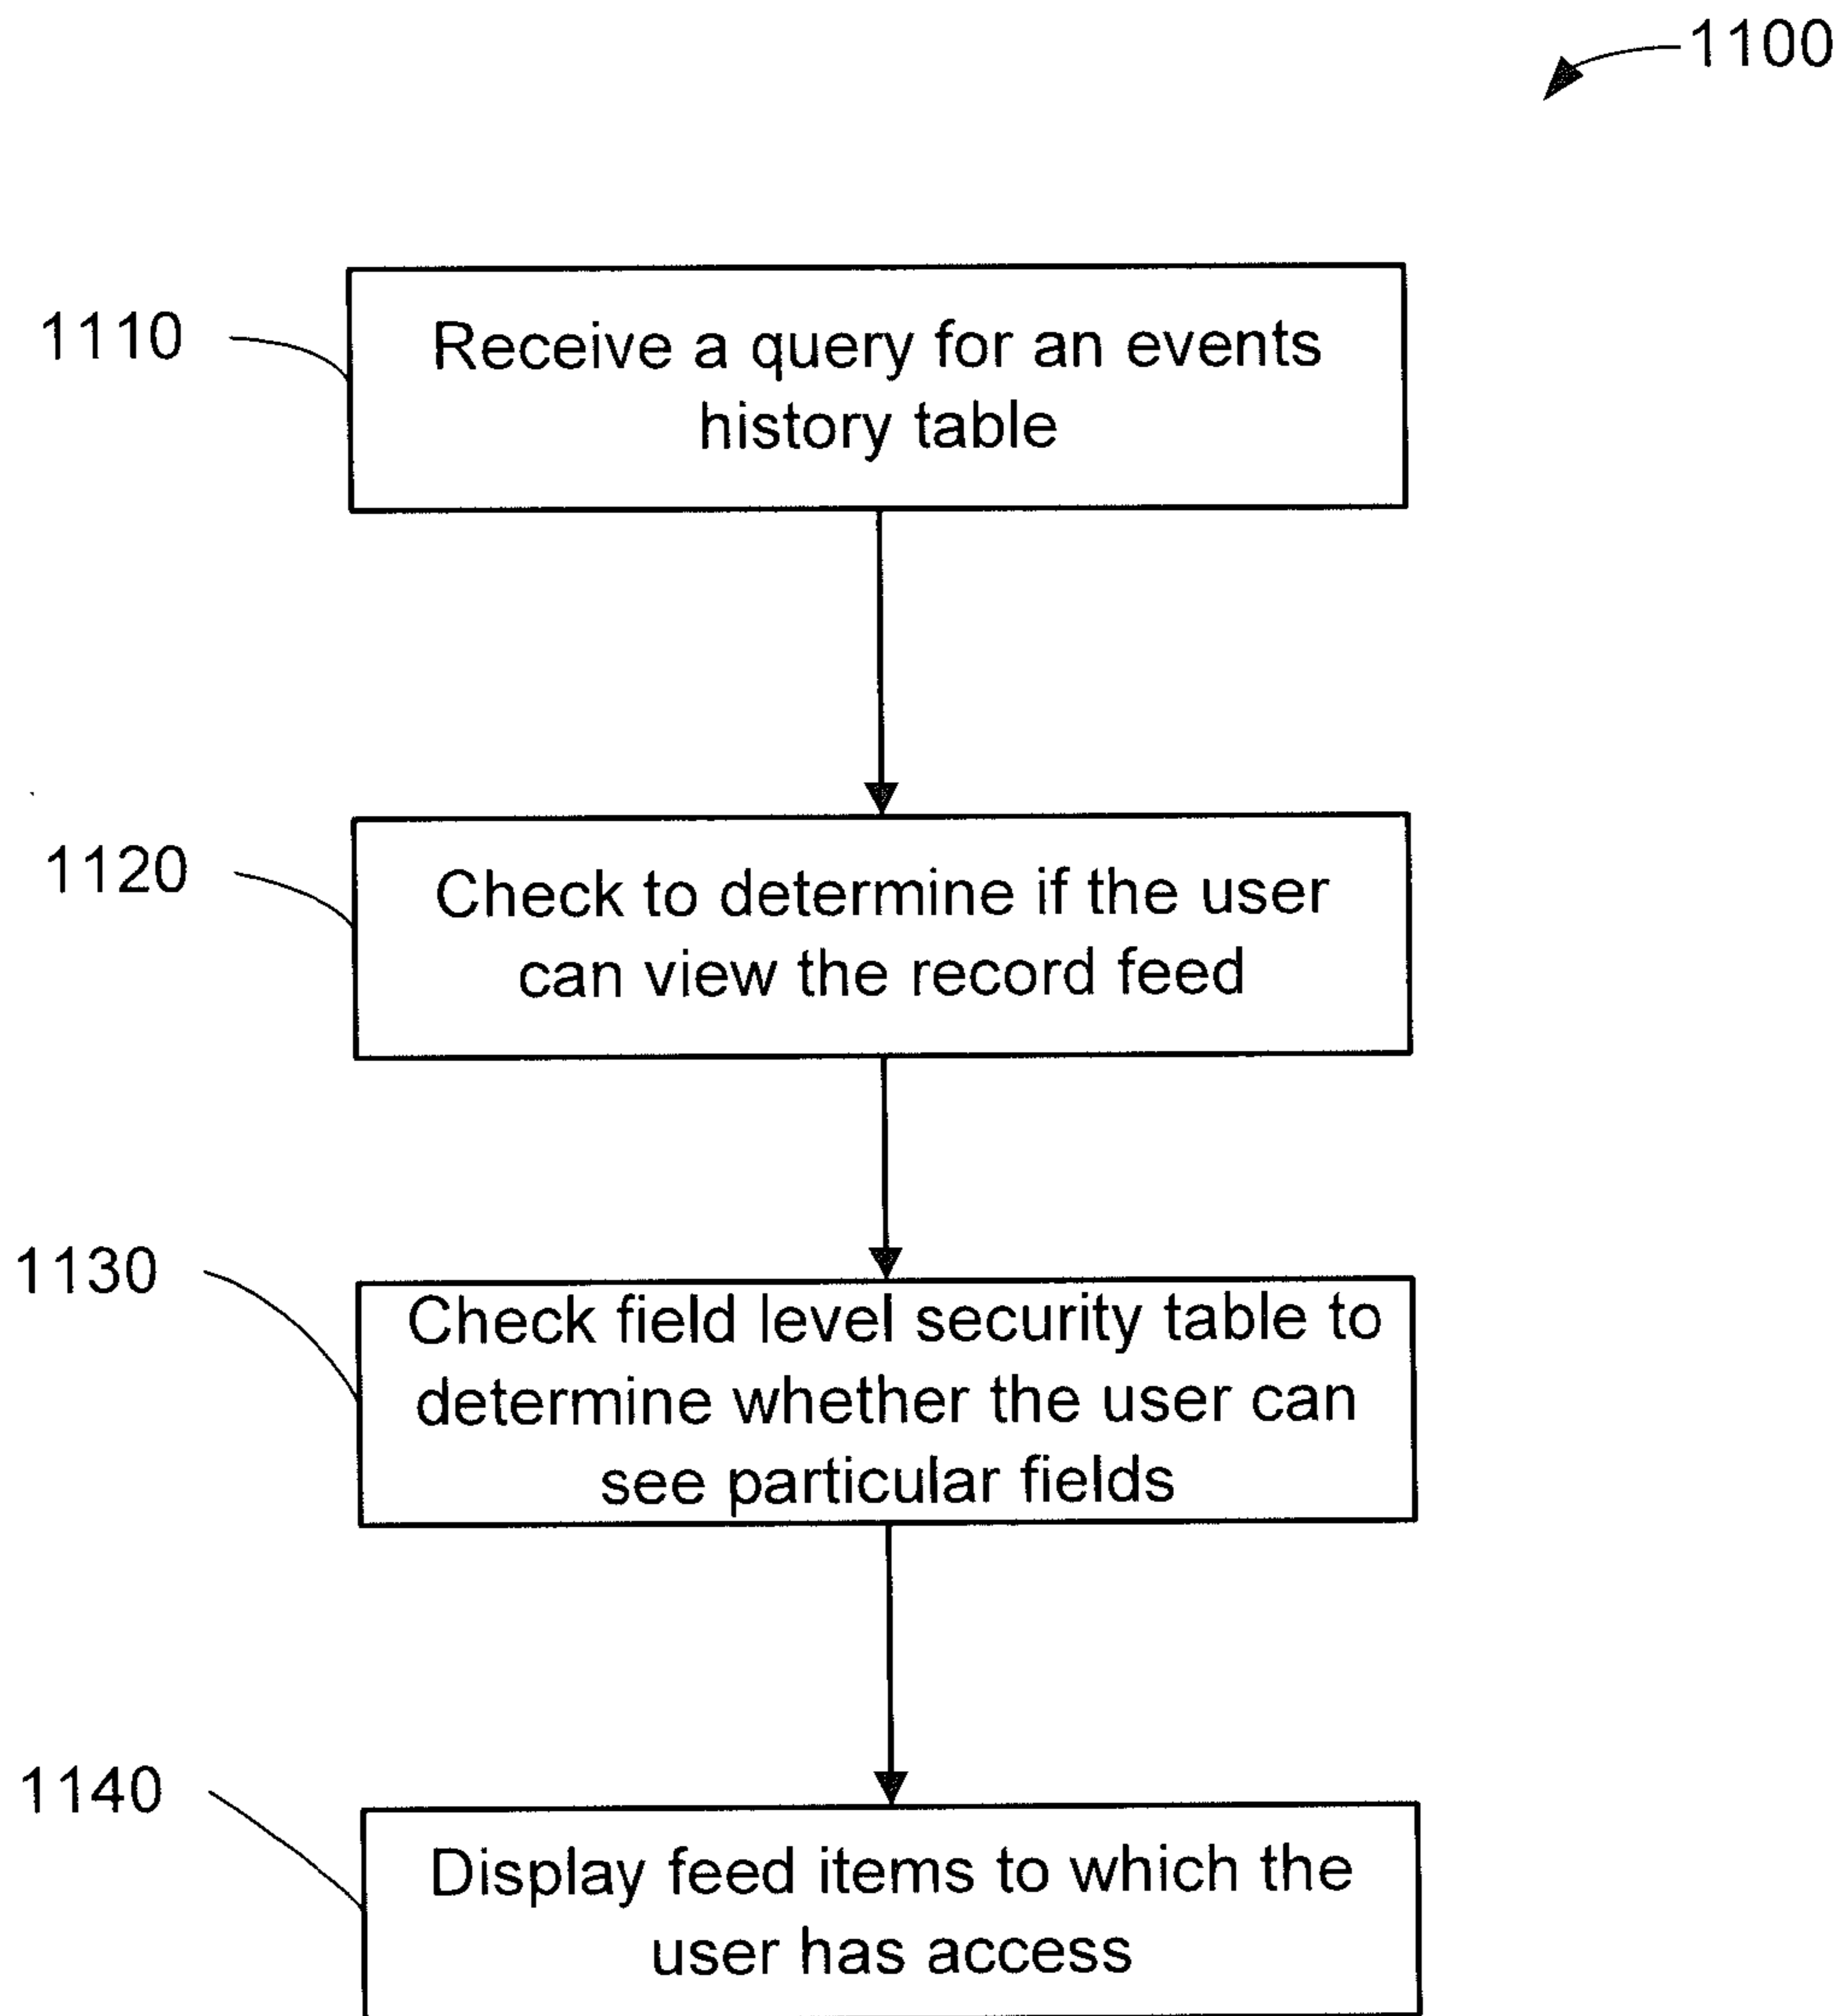 1100
1110
Receive a query for an events
history table
1120
Check to determine if the user
can view the record feed
1130
Check field level security table to
determine whether the user can
see particular fields
1140
Display feed items to which the
user has access